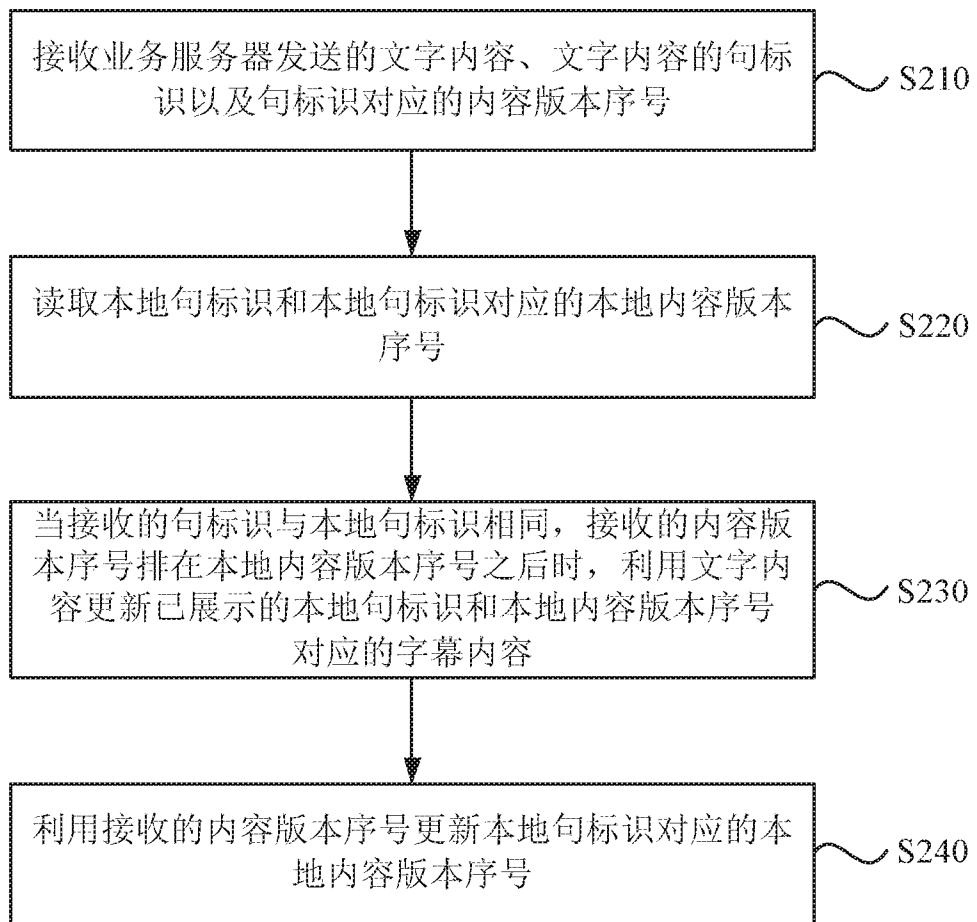 接收业务服务器发送的文字内容、文字内容的句标
识以及句标识对应的内容版本序号
S210
读取本地句标识和本地句标识对应的本地内容版本
序号
S220
当接收的句标识与本地句标识相同，接收的内容版
本序号排在本地内容版本序号之后时，利用文字内
容更新已展示的本地句标识和本地内容版本序号
对应的字幕内容
S230
利用接收的内容版本序号更新本地句标识对应的本
地内容版本序号
S240